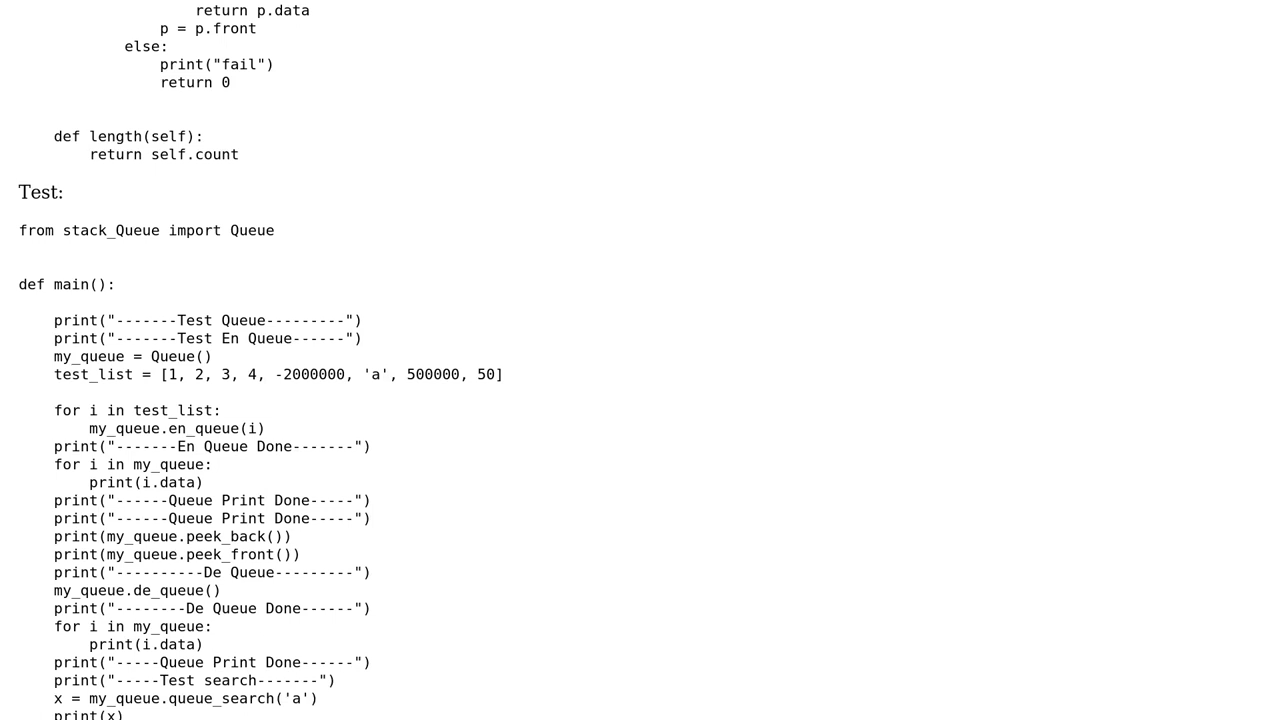 return p.data
                p = p.front
            else:
                print("fail")
                return 0
    def length(self):
        return self.count
Test:
from stack_Queue import Queue
def main():
    print("-------Test Queue---------")
    print("-------Test En Queue------")
    my_queue = Queue()
    test_list = [1, 2, 3, 4, -2000000, 'a', 500000, 50]
    for i in test_list:
        my_queue.en_queue(i)
    print("-------En Queue Done-------")
    for i in my_queue:
        print(i.data)
    print("------Queue Print Done-----")
    print("------Queue Print Done-----")
    print(my_queue.peek_back())
    print(my_queue.peek_front())
    print("----------De Queue---------")
    my_queue.de_queue()
    print("--------De Queue Done------")
    for i in my_queue:
        print(i.data)
    print("-----Queue Print Done------")
    print("-----Test search-------")
    x = my_queue.queue_search('a')
    print(x)